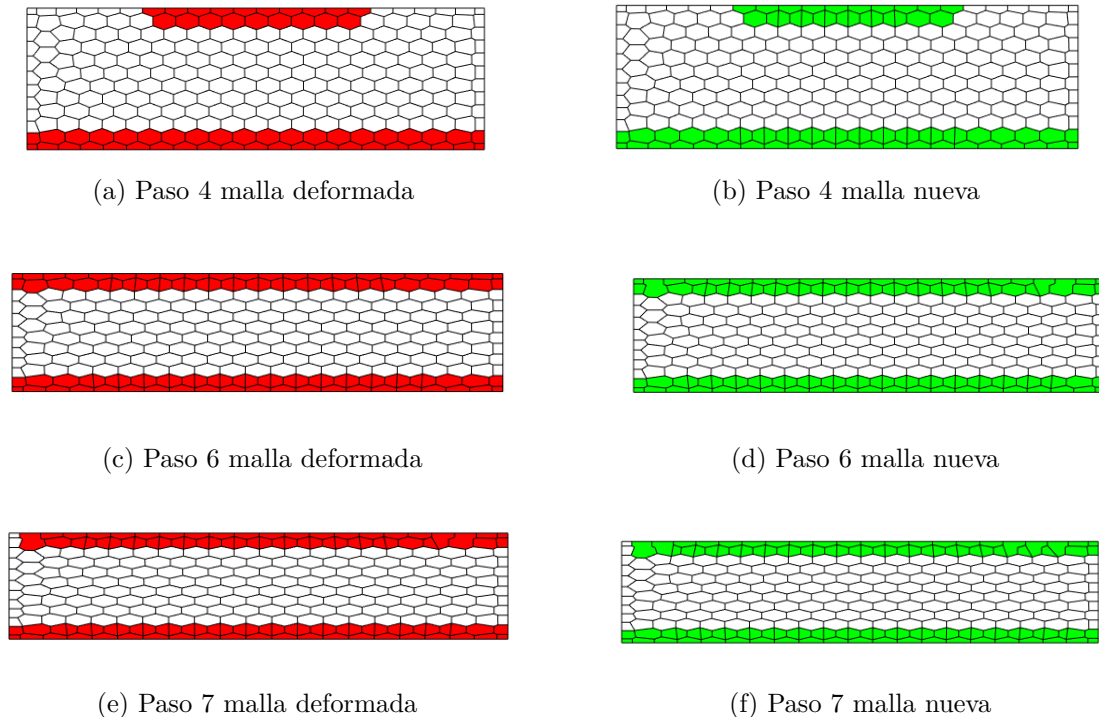 (a) Paso 4 malla deformada
(b) Paso 4 malla nueva
(c) Paso 6 malla deformada
(d) Paso 6 malla nueva
(e) Paso 7 malla deformada
(f) Paso 7 malla nueva